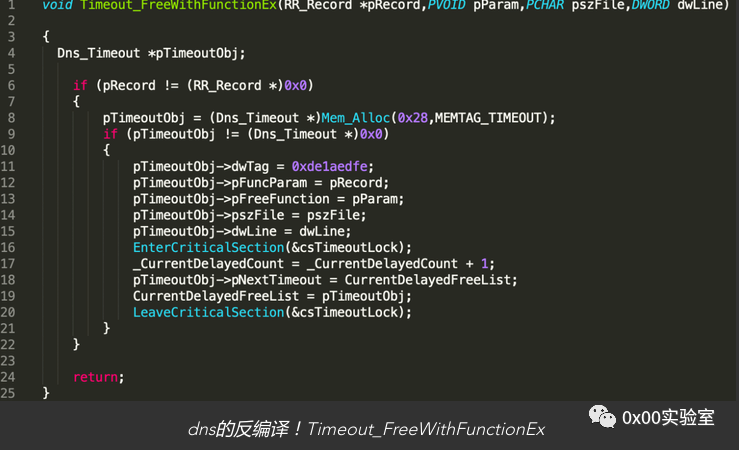 1 void Timeout_FreeWithFunctionEx(RR_Record *pRecord,PVOID pParam,PCHAR pszFile,DWORD dwLine)
2
3 {
4 Dns_Timeout *pTimeoutObj;
5
6 if (pRecord != (RR_Record *)0x0)
7 {
8 pTimeoutObj = (Dns_Timeout *)Mem_Alloc(0x28,MEMTAG_TIMEOUT);
9 if (pTimeoutObj != (Dns_Timeout *)0x0)
10 {
11 pTimeoutObj->dwTag = 0xde1aedfe;
12 pTimeoutObj->pFuncParam = pRecord;
13 pTimeoutObj->pFreeFunction = pParam;
14 pTimeoutObj->pszFile = pszFile;
15 pTimeoutObj->dwLine = dwLine;
16 EnterCriticalSection(&csTimeoutLock);
17 _CurrentDelayedCount = _CurrentDelayedCount + 1;
18 pTimeoutObj->pNextTimeout = CurrentDelayedFreeList;
19 CurrentDelayedFreeList = pTimeoutObj;
20 LeaveCriticalSection(&csTimeoutLock);
21 }
22 }
23
24 return;
25 }
dns的反编译！Timeout_FreeWithFunctionEx
0x00实验室